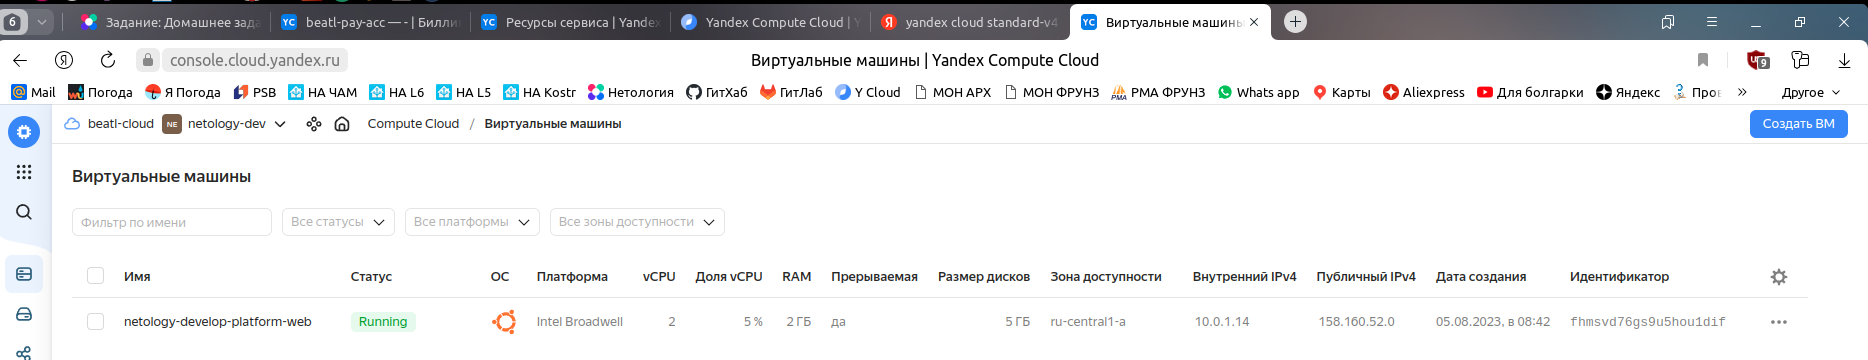 6 Задание: Домашнее зада beatl-pay-acc — - | Билли Ресурсы сервиса | Yandex Yandex Compute Cloud | Y yandex cloud standard-v4 Виртуальные машины
console.cloud.yandex.ru Виртуальные машины | Yandex Compute Cloud 9
Mail Погода Я Погода PSB НА ЧАМ НА L6 НА L5 НА Kostr Нетология ГитХаб ГитЛаб Y Cloud МОН АРХ МОН ФРУНЗ РМА ФРУНЗ Whats app Карты Aliexpress Для болгарки Яндекс Пров » Другое
beatl-cloud NE netology-dev Compute Cloud / Виртуальные машины Создать ВМ
Виртуальные машины
Фильтр по имени Все статусы Все платформы Все зоны доступности
Имя Статус ОС Платформа vCPU Доля vCPU RAM Прерываемая Размер дисков Зона доступности Внутренний IPv4 Публичный IPv4 Дата создания Идентификатор
netology-develop-platform-web Running Intel Broadwell 2 5 % 2 ГБ да 5 ГБ ru-central1-a 10.0.1.14 158.160.52.0 05.08.2023, в 08:42 fhmsvd76gs9u5hou1dif